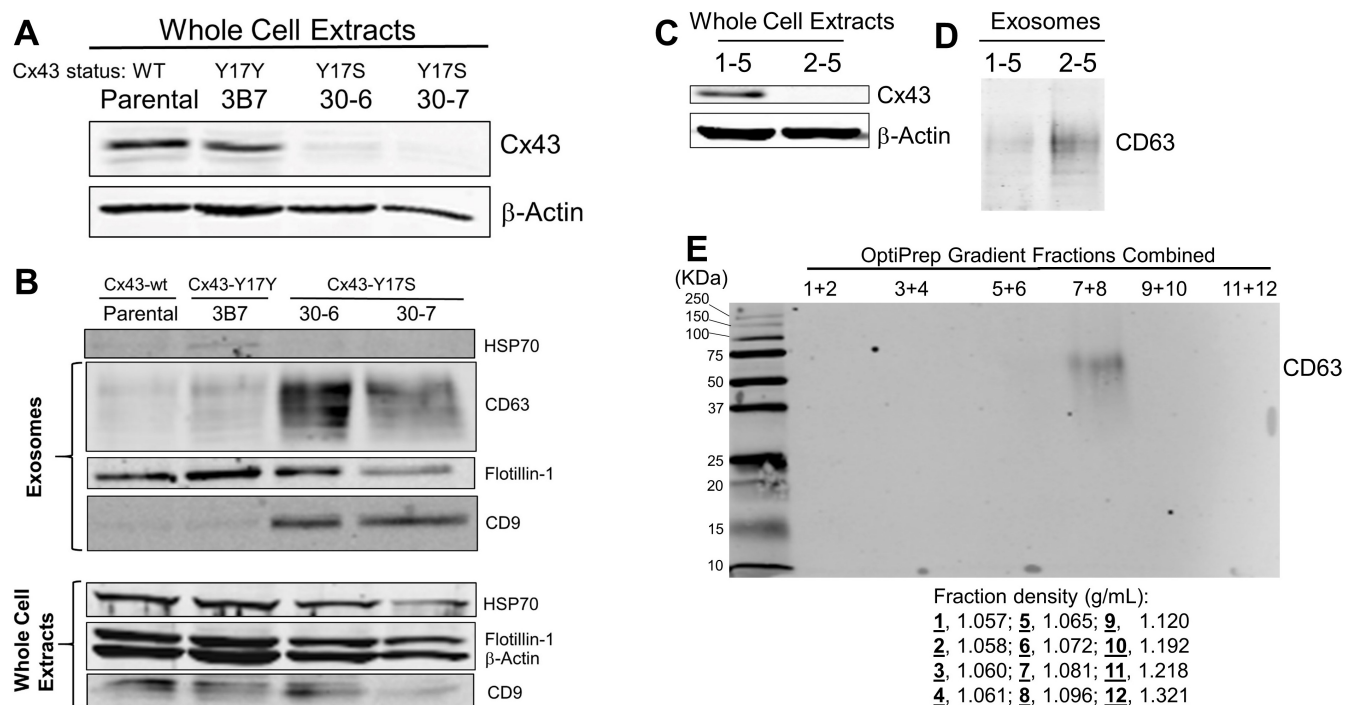 A
Whole Cell Extracts
Cx43 status: WT Y17Y Y17S Y17S
Parental 3B7 30-6 30-7
Cx43
β-Actin
B
Cx43-wt Cx43-Y17Y Cx43-Y17S
Parental 3B7 30-6 30-7
HSP70
CD63
Flotillin-1
CD9
Exosomes
HSP70
Flotillin-1
β-Actin
CD9
Whole Cell
Extracts
C
Whole Cell Extracts
1-5 2-5
Cx43
β-Actin
D
Exosomes
1-5 2-5
CD63
E
OptiPrep Gradient Fractions Combined
(KDa)
1+2 3+4 5+6 7+8 9+10 11+12
250
150
100
75
50
37
25
20
15
10
CD63
Fraction density (g/mL):
1, 1.057; 5, 1.065; 9, 1.120
2, 1.058; 6, 1.072; 10, 1.192
3, 1.060; 7, 1.081; 11, 1.218
4, 1.061; 8, 1.096; 12, 1.321